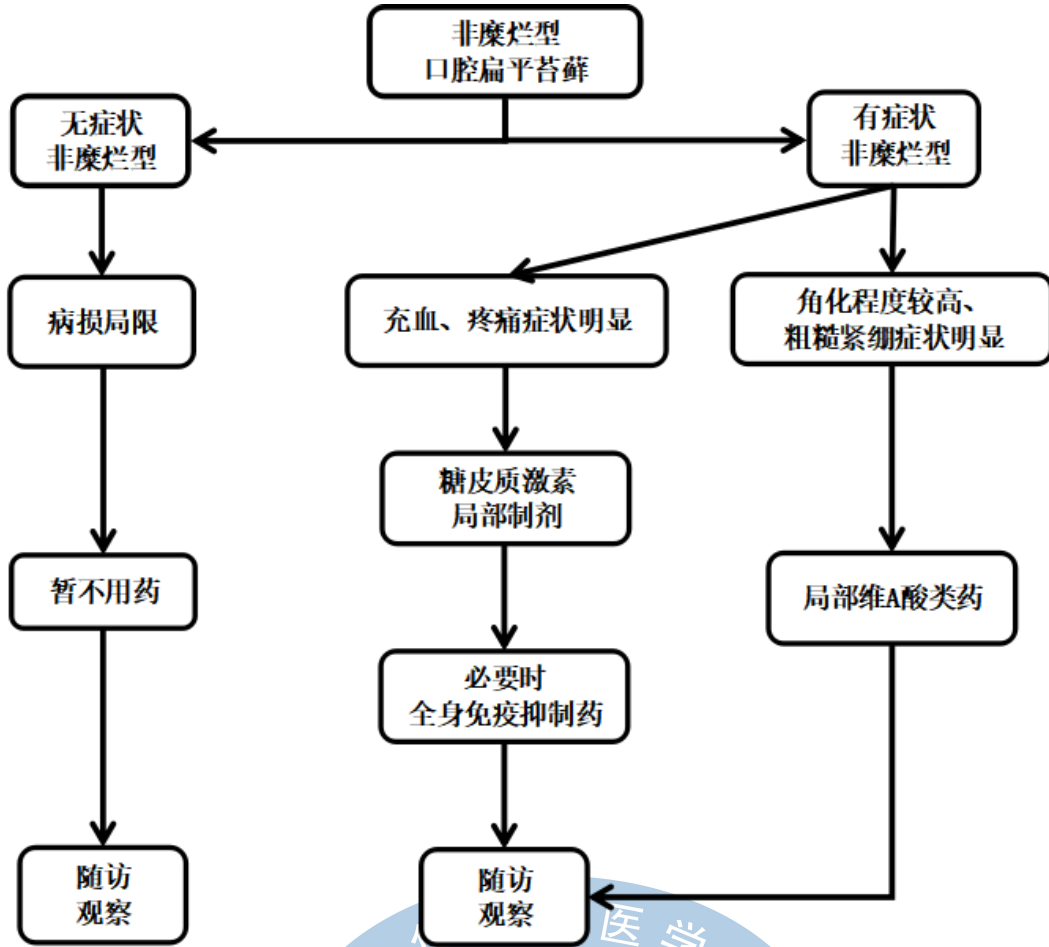 非糜烂型
口腔扁平苔藓
无症状
非糜烂型
有症状
非糜烂型
病损局限
充血、疼痛症状明显
角化程度较高、
粗糙紧绷症状明显
糖皮质激素
局部制剂
暂不用药
局部维A酸类药
必要时
全身免疫抑制药
随访
观察
随访
观察
医学